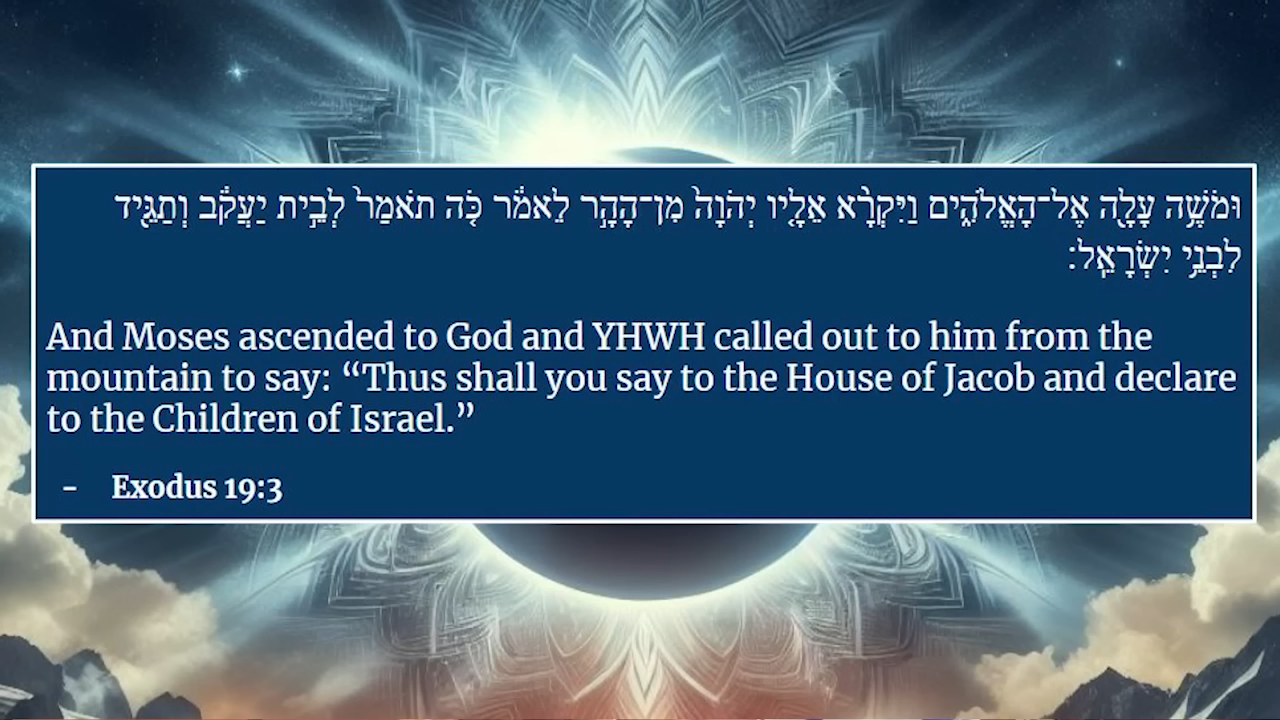 וּמֹשֶׁ֥ה עָלָ֖ה אֶל־הָאֱלֹהִ֑ים וַיִּקְרָ֨א אֵלָ֤יו יְהֹוָה֙ מִן־הָהָ֣ר לֵאמֹ֔ר כֹּ֤ה תֹאמַר֙ לְבֵ֣ית יַעֲקֹ֔ב וְתַגֵּ֖יד
לִבְנֵ֥י יִשְׂרָאֵֽל׃
And Moses ascended to God and YHWH called out to him from the
mountain to say: “Thus shall you say to the House of Jacob and declare
to the Children of Israel.”
- Exodus 19:3